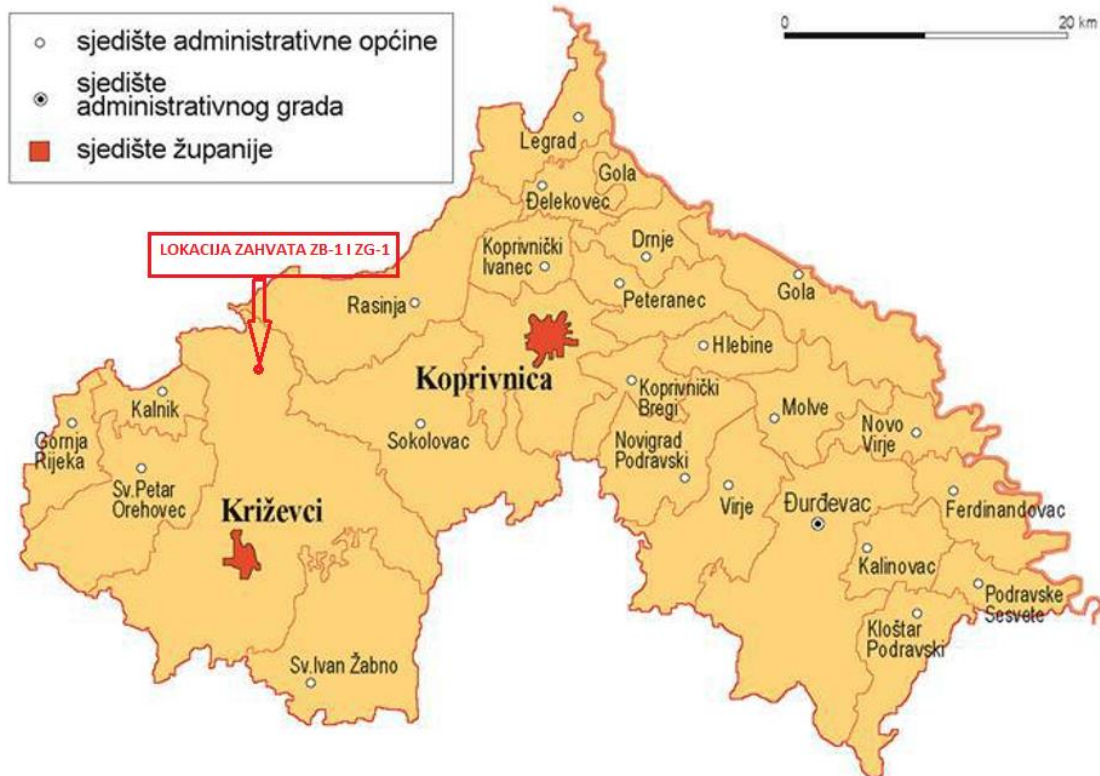 sjedište administrativne općine
sjedište
administrativnog grada
sjedište županije
0
20 km
LOKACIJA ZAHVATA ZB-1 I ZG-1
Legrad
Gola
Đelekovec
Drnje
Koprivnički
Ivanec
Peteranec
Gola
Rasinja
Hlebine
Koprivnica
Koprivnički
Bregi
Kalnik
Molve
Novo
Virje
Gornja
Rijeka
Sokolovac
Novigrad
Podravski
Sv.Petar
Orehovec
Virje
Đurđevac
Ferdinandovac
Križevci
Kalinovac
Podravske
Sesvete
Kloštar
Podravski
Sv.Ivan Žabno